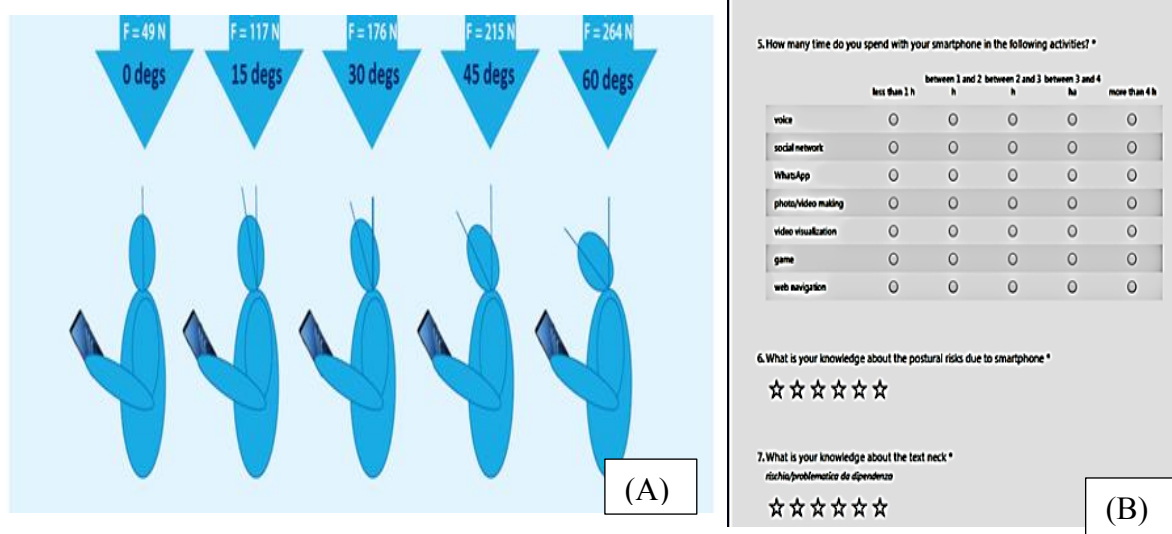 F = 49 N F = 117 N F = 176 N F = 215 N F = 264 N
0 degs 15 degs 30 degs 45 degs 60 degs
(A)
5. How many time do you spend with your smartphone in the following activities? *
less than 1 h between 1 and 2 h between 2 and 3 h between 3 and 4 ha more than 4 h
voice
social network
WhatsApp
photo/video making
video visualization
game
web navigation
6. What is your knowledge about the postural risks due to smartphone *
7. What is your knowledge about the text neck *
rischio/problematica da dipendenza
(B)